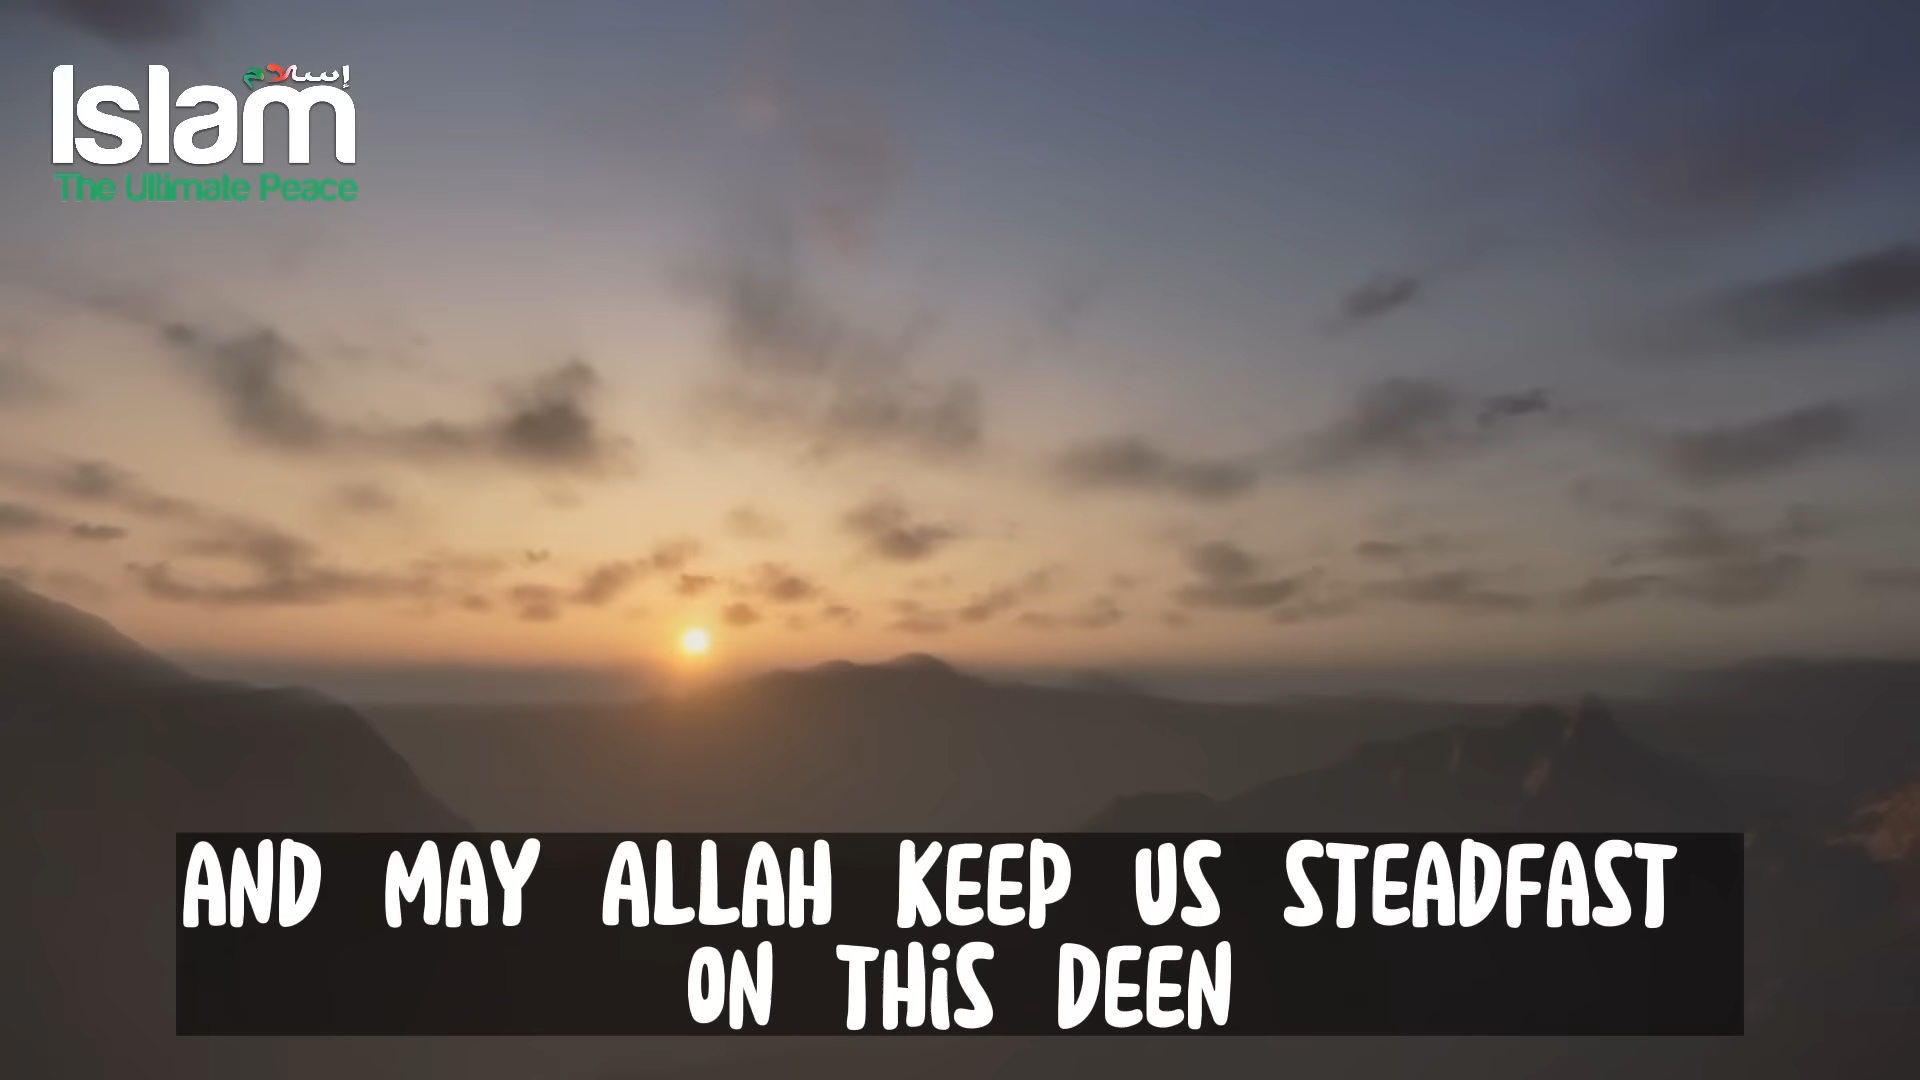 إسلام
Islam
The Ultimate Peace
AND MAY ALLAH KEEP US STEADFAST
ON THiS DEEN